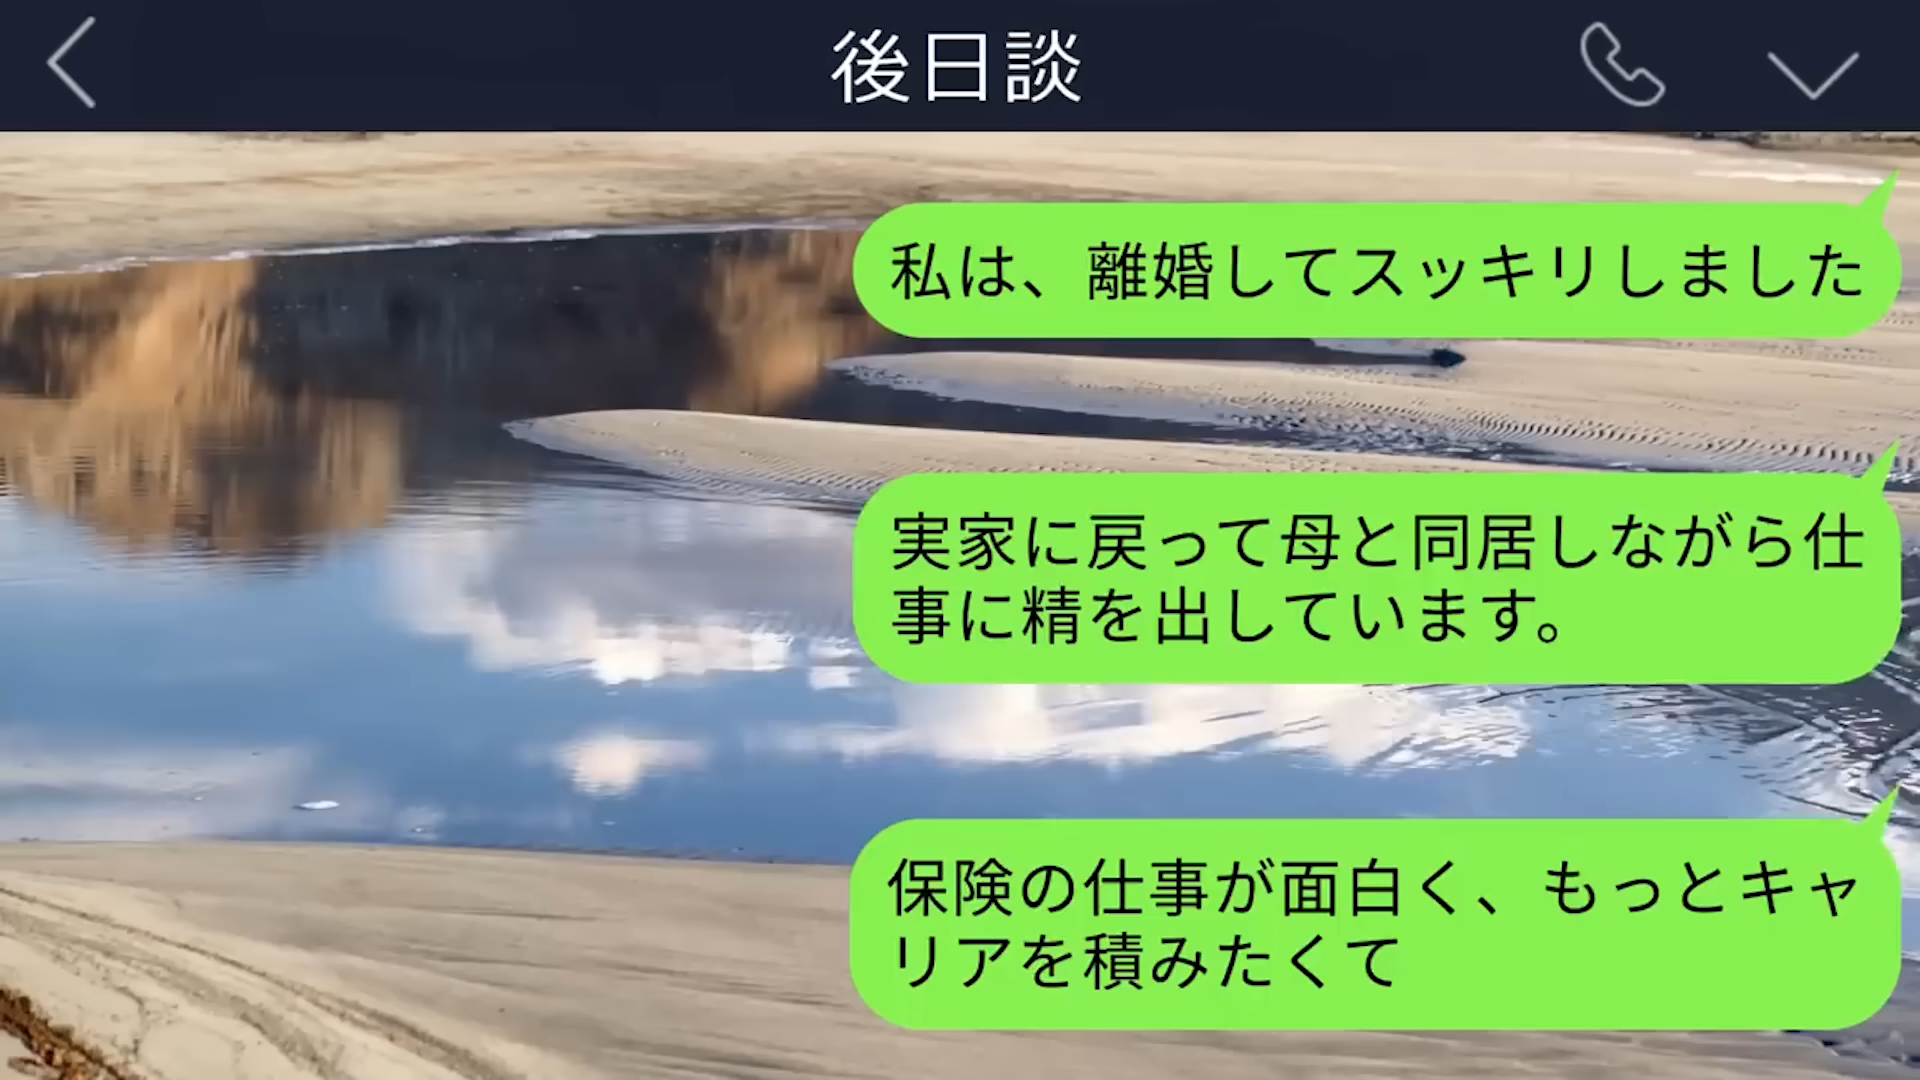 後日談
私は、離婚してスッキリしました
実家に戻って母と同居しながら仕
事に精を出しています。
保険の仕事が面白く、もっとキャ
リアを積みたくて